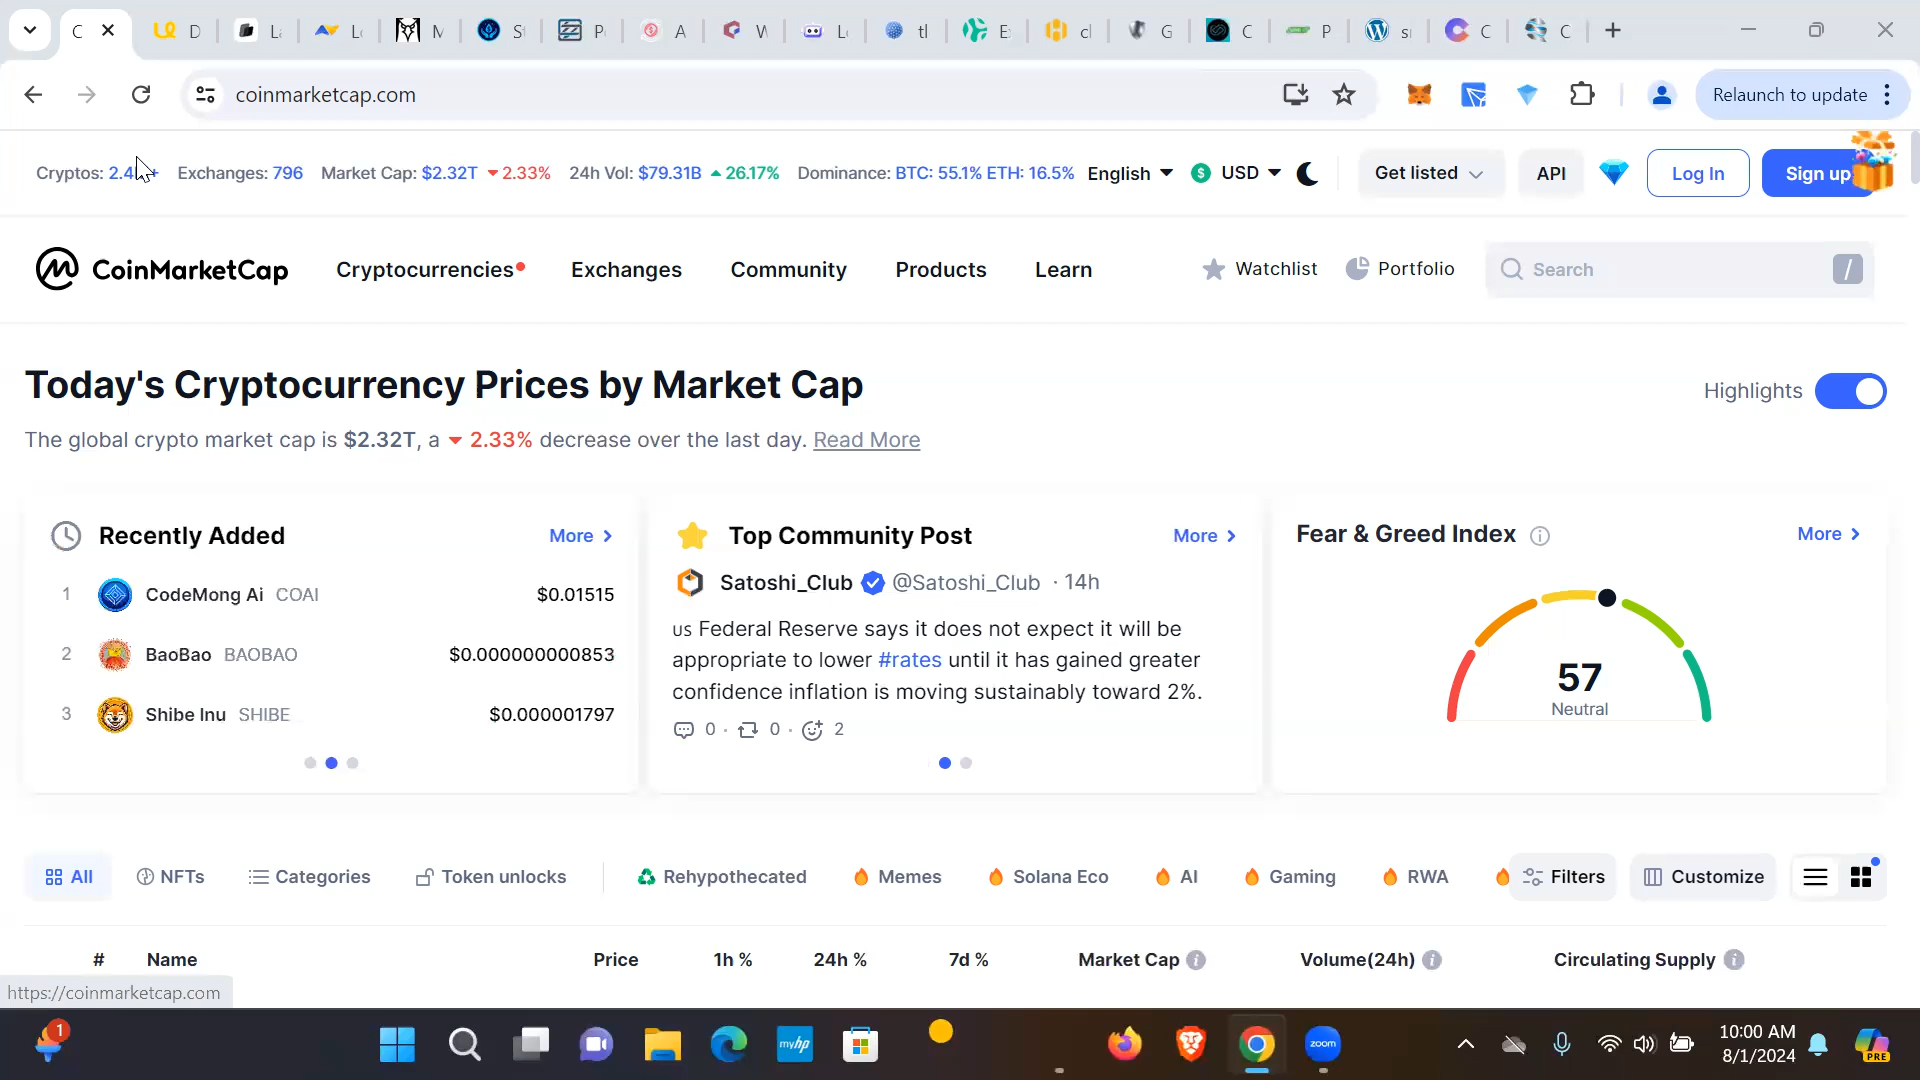 C
D
L
L
M
S
P
A
W
L
tl
E
cl
G
C
P
si
C
C
coinmarketcap.com
Relaunch to update
Cryptos: 2.4
Exchanges: 796
Market Cap: $2.32T 2.33%
24h Vol: $79.31B 26.17%
Dominance: BTC: 55.1% ETH: 16.5%
English
USD
Get listed
API
Log In
Sign up
CoinMarketCap
Cryptocurrencies
Exchanges
Community
Products
Learn
Watchlist
Portfolio
Search
/
Today's Cryptocurrency Prices by Market Cap
Highlights
The global crypto market cap is $2.32T, a 2.33% decrease over the last day. Read More
Recently Added
More >
1 CodeMong Ai COAI $0.01515
2 BaoBao BAOBAO $0.000000000853
3 Shibe Inu SHIBE $0.000001797
Top Community Post
More >
Satoshi_Club @Satoshi_Club · 14h
US Federal Reserve says it does not expect it will be
appropriate to lower #rates until it has gained greater
confidence inflation is moving sustainably toward 2%.
0 · 0 · 2
Fear & Greed Index
More >
57
Neutral
All
NFTs
Categories
Token unlocks
Rehypothecated
Memes
Solana Eco
AI
Gaming
RWA
Filters
Customize
# Name Price 1h % 24h % 7d % Market Cap Volume(24h) Circulating Supply
https://coinmarketcap.com
1
myhp
zoom
10:00 AM
8/1/2024
PRE